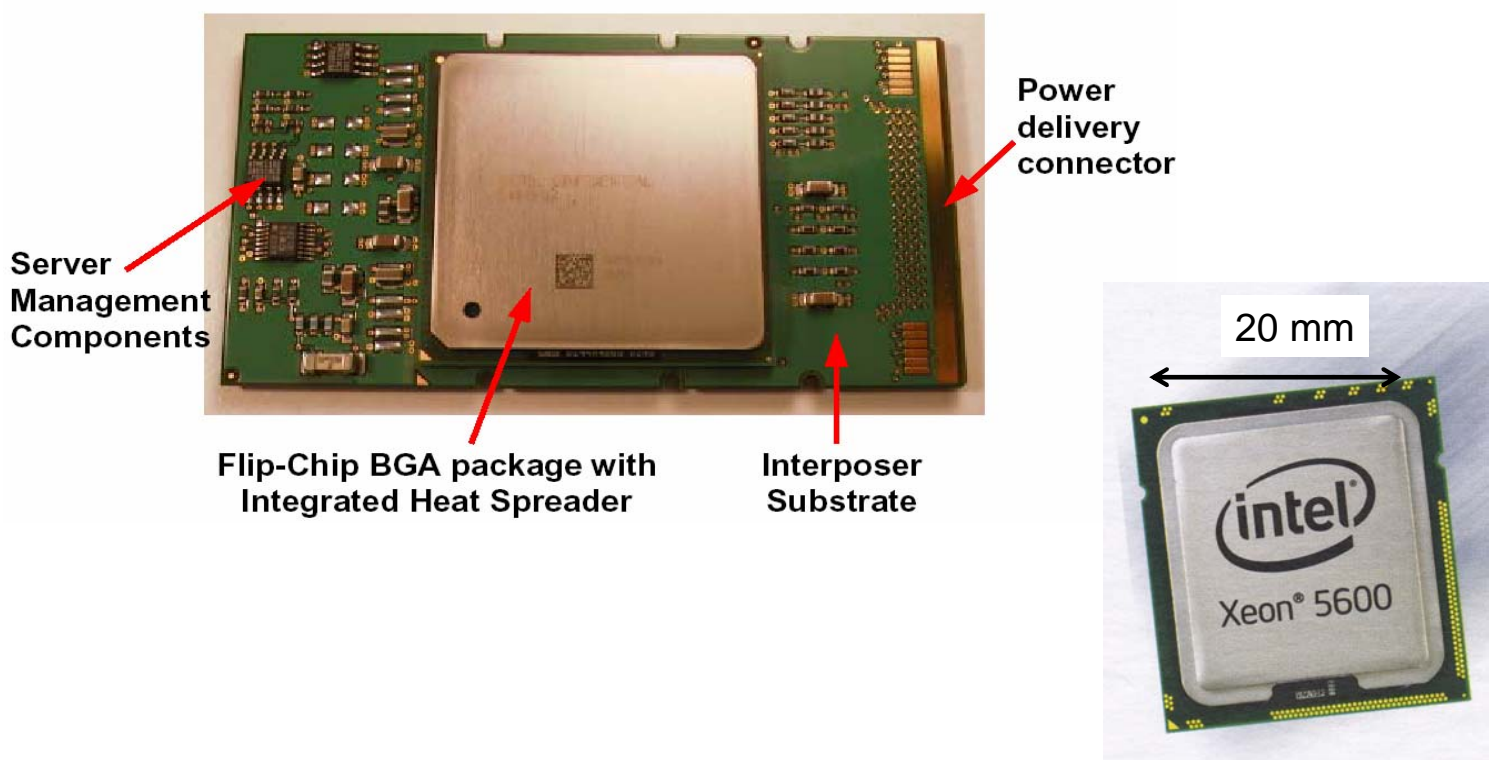 Power
delivery
connector
Server
Management
Components
Flip-Chip BGA package with
Integrated Heat Spreader
Interposer
Substrate
20 mm
intel®
Xeon® 5600